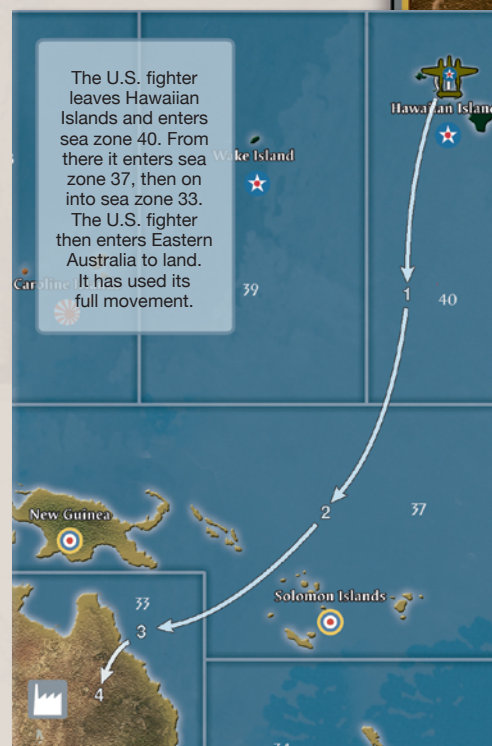 The U.S. fighter
leaves Hawaiian
Islands and enters
sea zone 40. From
there it enters sea
zone 37, then on
into sea zone 33.
The U.S. fighter
then enters Eastern
Australia to land.
It has used its
full movement.
Hawaiian Islan
Wake Island
Caroline
39
1
40
2
37
New Guinea
Solomon Islands
33
3
4